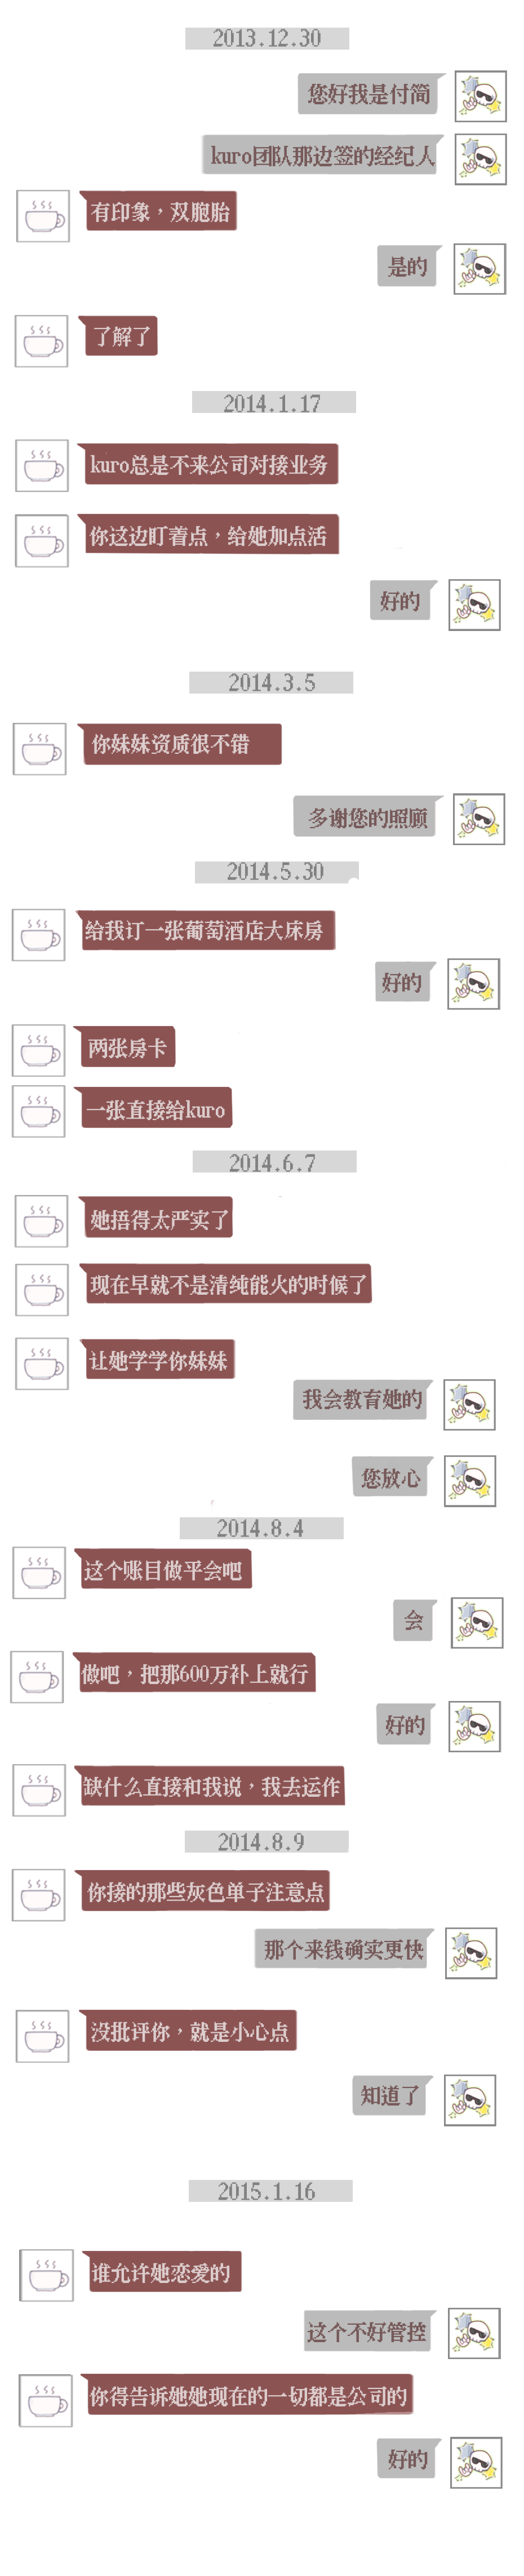 2013.12.30
您好我是付简
kuro团队那边签的经纪人
有印象，双胞胎
是的
了解了
2014.1.17
kuro总是不来公司对接业务
你这边盯着点，给她加点活
好的
2014.3.5
你妹妹资质很不错
多谢您的照顾
2014.5.30
给我订一张葡萄酒店大床房
好的
两张房卡
一张直接给kuro
2014.6.7
她捂得太严实了
现在早就不是清纯能火的时候了
让她学学你妹妹
我会教育她的
您放心
2014.8.4
这个账目做平会吧
会
做吧，把那600万补上就行
好的
缺什么直接和我说，我去运作
2014.8.9
你接的那些灰色单子注意点
那个来钱确实更快
没批评你，就是小心点
知道了
2015.1.16
谁允许她恋爱的
这个不好管控
你得告诉她她现在的一切都是公司的
好的